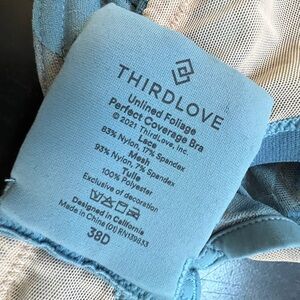 THIRDLOVE
Unlined Foliage
Perfect Coverage Bra
© 2021 ThirdLove, Inc.
Lace
83% Nylon, 17% Spandex
Mesh
93% Nylon, 7% Spandex
Tulle
100% Polyester
Exclusive of decoration
Designed in California
Made in China (01) RN139653
38D